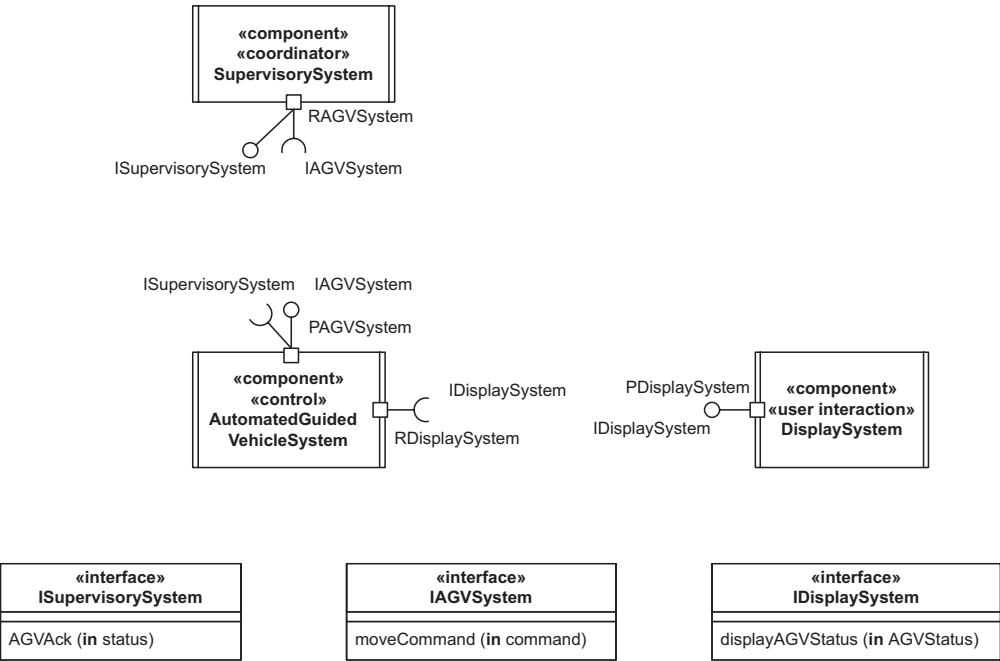 «component»
«coordinator»
SupervisorySystem
RAGVSystem
ISupervisorySystem
IAGVSystem
ISupervisorySystem
IAGVSystem
PAGVSystem
«component»
«control»
AutomatedGuided
VehicleSystem
IDisplaySystem
RDisplaySystem
PDisplaySystem
IDisplaySystem
«component»
«user interaction»
DisplaySystem
«interface»
ISupervisorySystem
AGVAck (in status)
«interface»
IAGVSystem
moveCommand (in command)
«interface»
IDisplaySystem
displayAGVStatus (in AGVStatus)